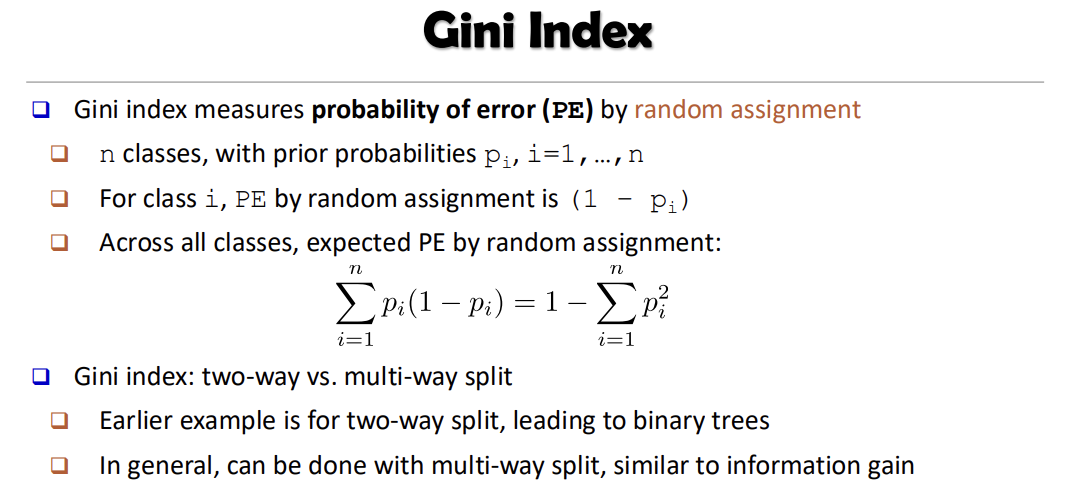 Gini Index
❑ Gini index measures probability of error (PE) by random assignment
❑ n classes, with prior probabilities pᵢ, i=1,…,n
❑ For class i, PE by random assignment is (1 - pᵢ)
❑ Across all classes, expected PE by random assignment:
\sum_{i=1}^{n} p_i(1 - p_i) = 1 - \sum_{i=1}^{n} p_i^2
❑ Gini index: two-way vs. multi-way split
❑ Earlier example is for two-way split, leading to binary trees
❑ In general, can be done with multi-way split, similar to information gain